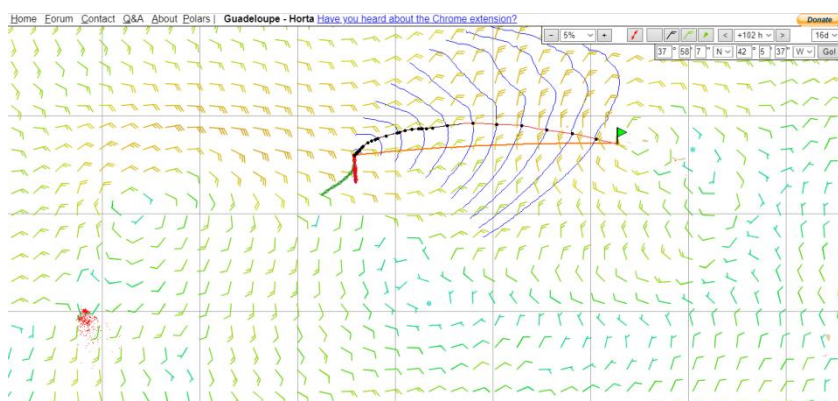 Home Forum Contact Q&A About Polars | Guadeloupe - Horta Have you heard about the Chrome extension? Donate
− 5% + < +102 h > 16d
37 ° 58 ' 7 " N 42 ° 5 ' 37 " W Go!